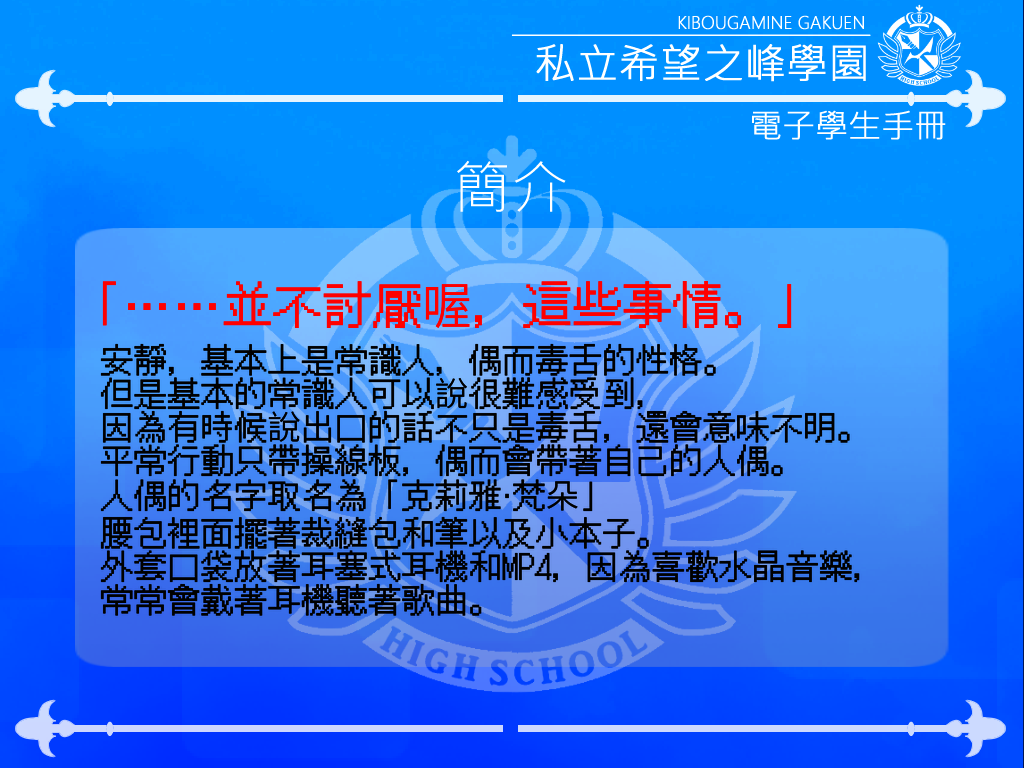 KIBOUGAMINE GAKUEN
私立希望之峰學園
HIGH SCHOOL
電子學生手冊
簡介
「……並不討厭喔，這些事情。」
安靜，基本上是常識人，偶而毒舌的性格。
但是基本的常識人可以說很難感受到，
因為有時候說出口的話不只是毒舌，還會意味不明。
平常行動只帶操線板，偶而會帶著自己的人偶。
人偶的名字取名為「克莉雅·梵朵」
腰包裡面擺著裁縫包和筆以及小本子。
外套口袋放著耳塞式耳機和MP4，因為喜歡水晶音樂，
常常會戴著耳機聽著歌曲。
HIGH SCHOOL